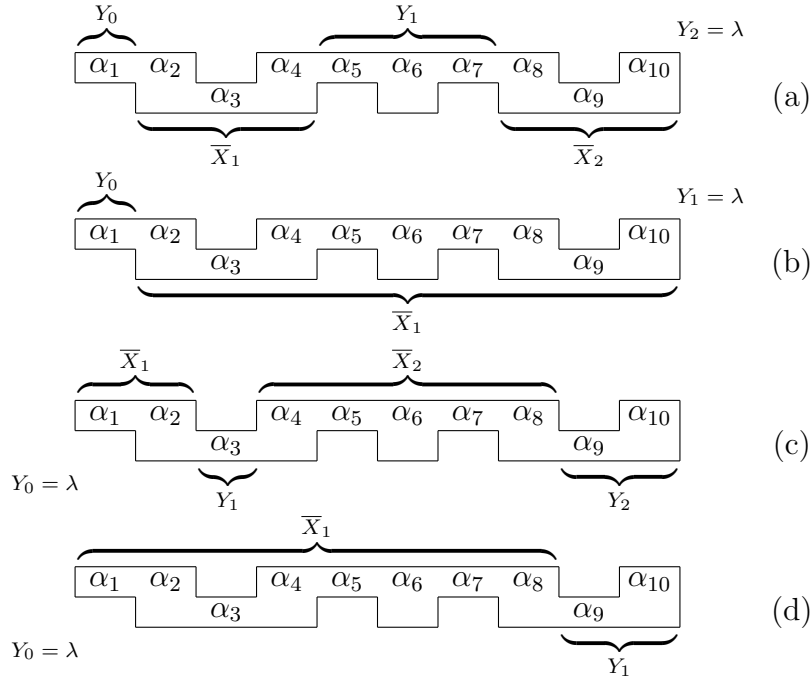 Y₀ Y₁ Y₂ = λ
α₁ α₂ α₄ α₅ α₆ α₇ α₈ α₁₀
α₃ α₉ (a)
X̅₁ X̅₂
Y₀ Y₁ = λ
α₁ α₂ α₄ α₅ α₆ α₇ α₈ α₁₀
α₃ α₉ (b)
X̅₁
X̅₁ X̅₂
α₁ α₂ α₄ α₅ α₆ α₇ α₈ α₁₀
α₃ α₉ (c)
Y₀ = λ Y₁ Y₂
X̅₁
α₁ α₂ α₄ α₅ α₆ α₇ α₈ α₁₀
α₃ α₉ (d)
Y₀ = λ Y₁